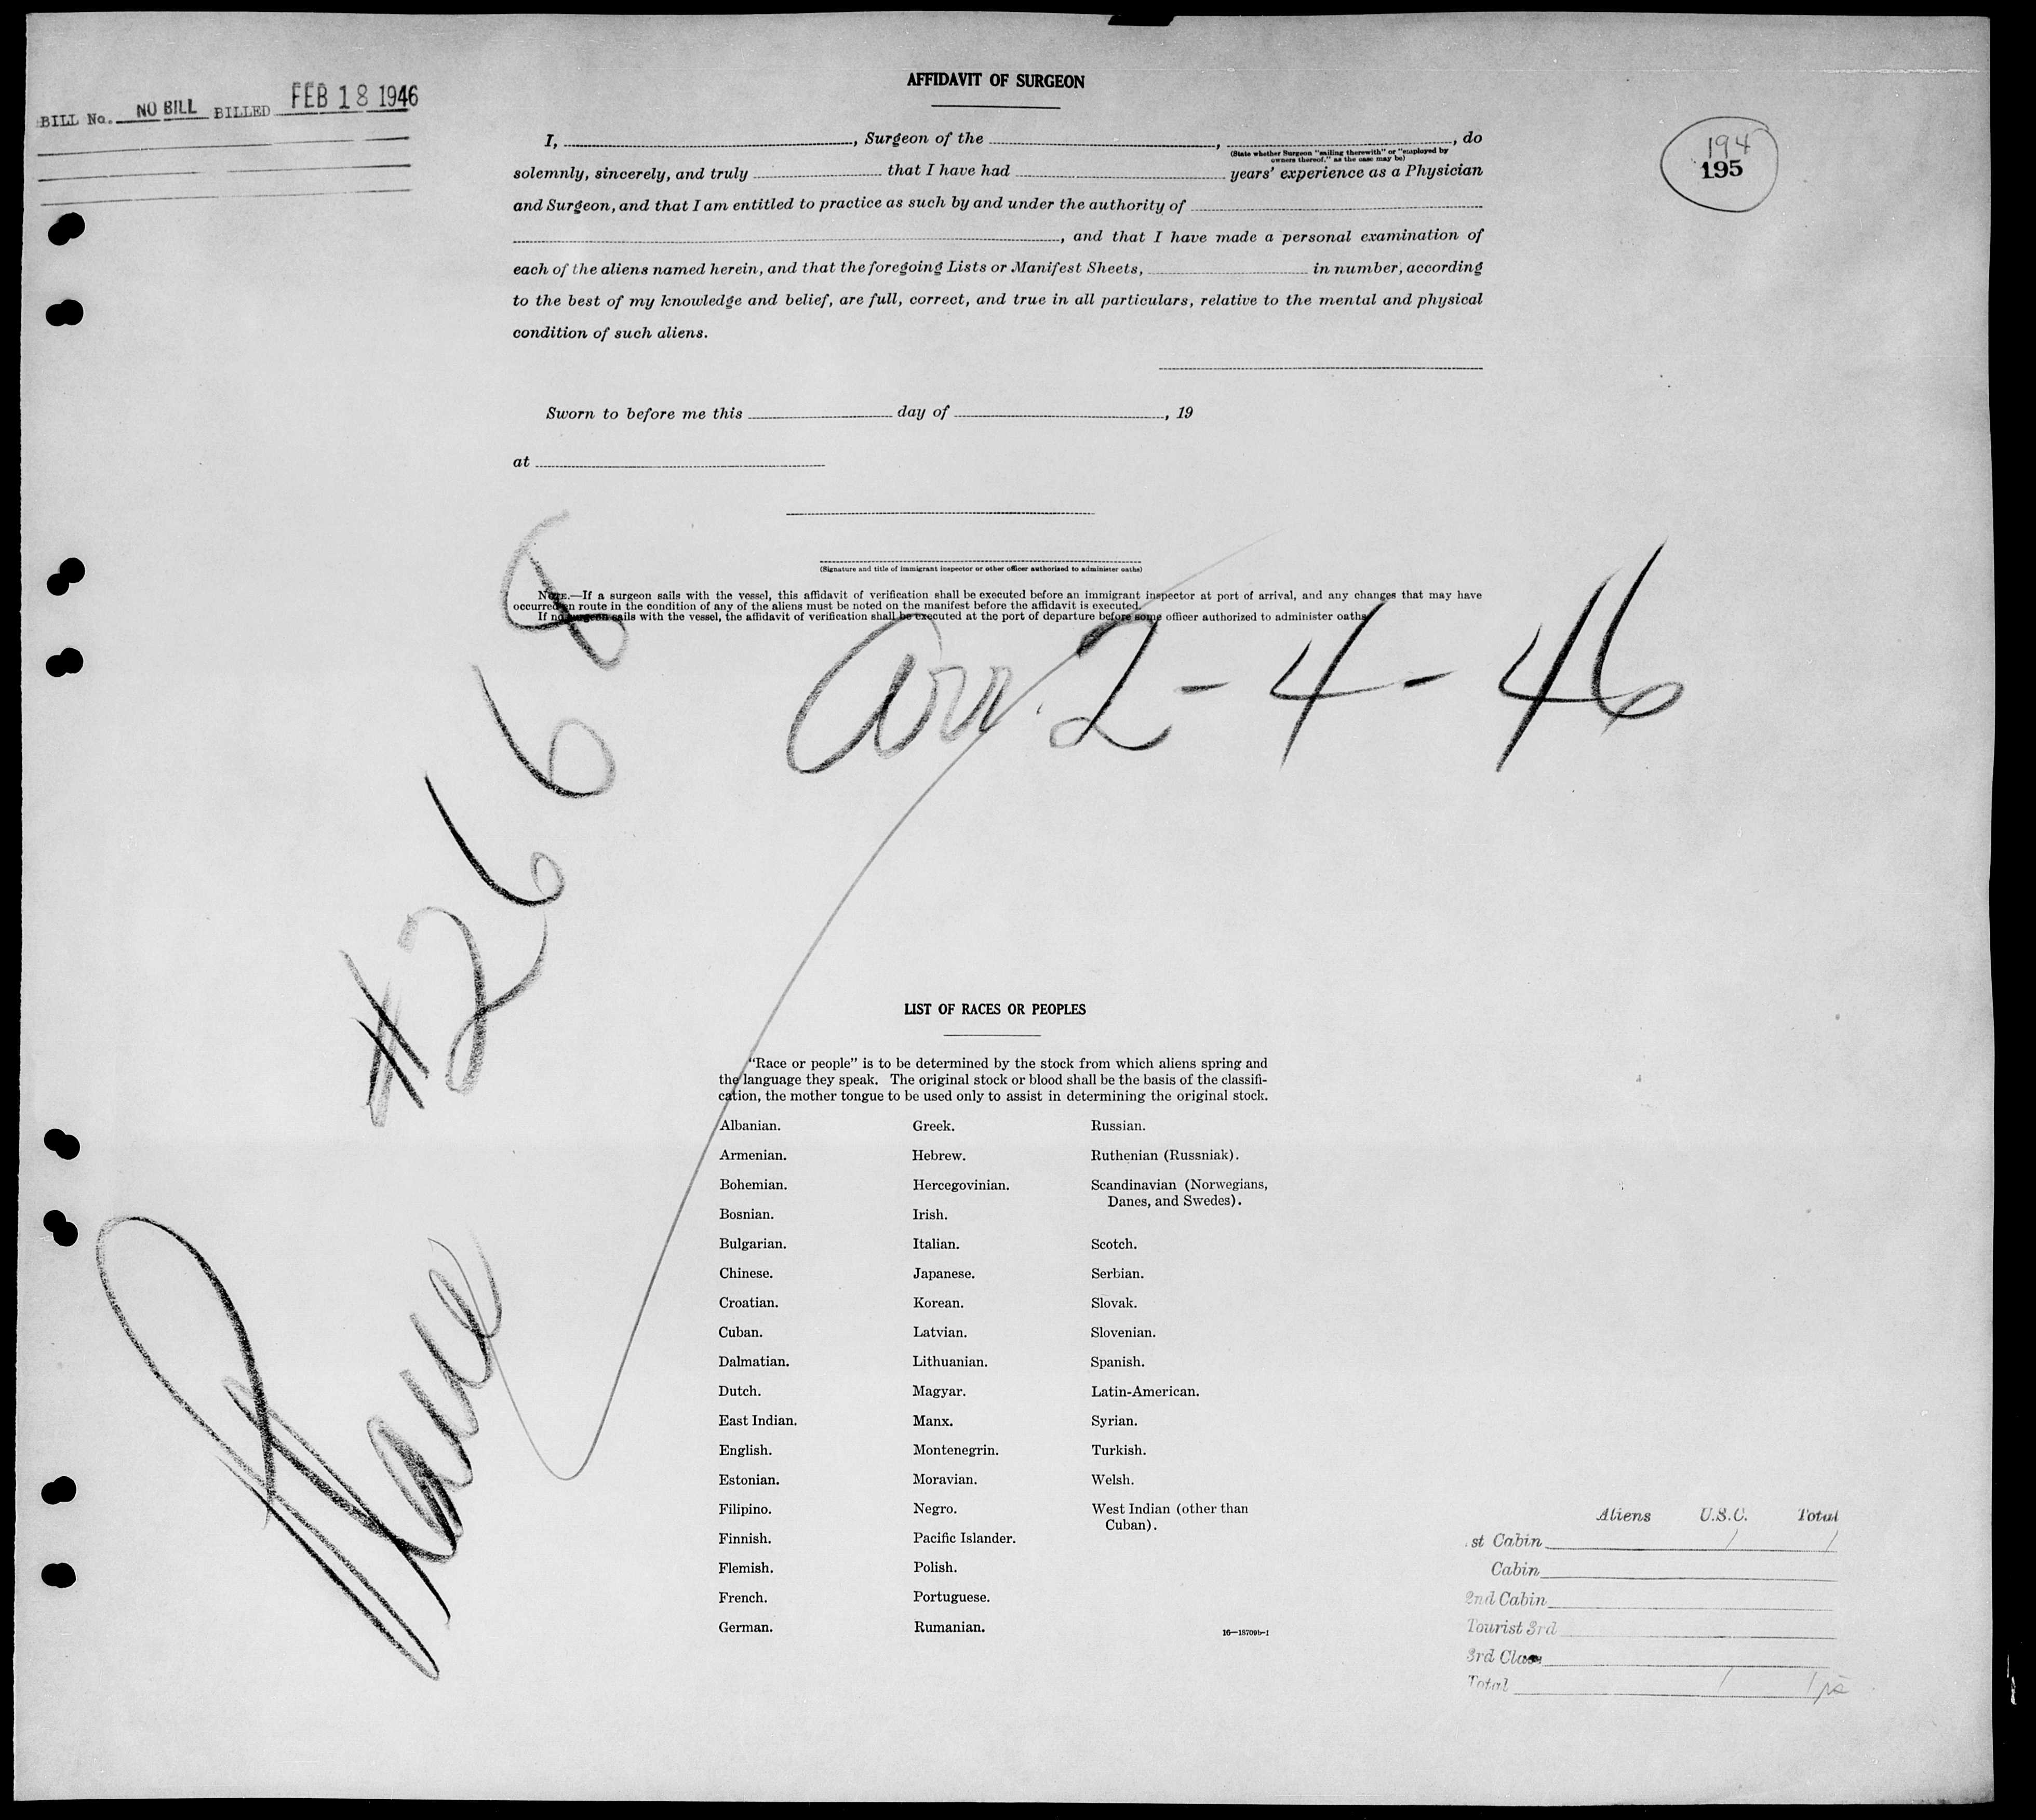 AFFIDAVIT OF SURGEON
BILL No. NO BILL BILLED FEB 18 1946
194
195
I, , Surgeon of the , , do
(State whether Surgeon "sailing therewith" or "employed by
owners thereof," as the case may be)
solemnly, sincerely, and truly that I have had years' experience as a Physician
and Surgeon, and that I am entitled to practice as such by and under the authority of
, and that I have made a personal examination of
each of the aliens named herein, and that the foregoing Lists or Manifest Sheets, in number, according
to the best of my knowledge and belief, are full, correct, and true in all particulars, relative to the mental and physical
condition of such aliens.
Sworn to before me this day of , 19
at
(Signature and title of immigrant inspector or other officer authorized to administer oaths)
NOTE.—If a surgeon sails with the vessel, this affidavit of verification shall be executed before an immigrant inspector at port of arrival, and any changes that may have
occurred en route in the condition of any of the aliens must be noted on the manifest before the affidavit is executed.
If no surgeon sails with the vessel, the affidavit of verification shall be executed at the port of departure before some officer authorized to administer oaths.
Arr. 2-4-46
Plane #2668
LIST OF RACES OR PEOPLES
"Race or people" is to be determined by the stock from which aliens spring and
the language they speak. The original stock or blood shall be the basis of the classifi-
cation, the mother tongue to be used only to assist in determining the original stock.
Albanian. Greek. Russian.
Armenian. Hebrew. Ruthenian (Russniak).
Bohemian. Hercegovinian. Scandinavian (Norwegians,
Danes, and Swedes).
Bosnian. Irish.
Bulgarian. Italian. Scotch.
Chinese. Japanese. Serbian.
Croatian. Korean. Slovak.
Cuban. Latvian. Slovenian.
Dalmatian. Lithuanian. Spanish.
Dutch. Magyar. Latin-American.
East Indian. Manx. Syrian.
English. Montenegrin. Turkish.
Estonian. Moravian. Welsh.
Filipino. Negro. West Indian (other than
Cuban).
Finnish. Pacific Islander.
Flemish. Polish.
French. Portuguese.
German. Rumanian.
16—18709b-1
Aliens U.S.C. Total
st Cabin 1 1
Cabin
2nd Cabin
Tourist 3rd
3rd Class
Total 1 1